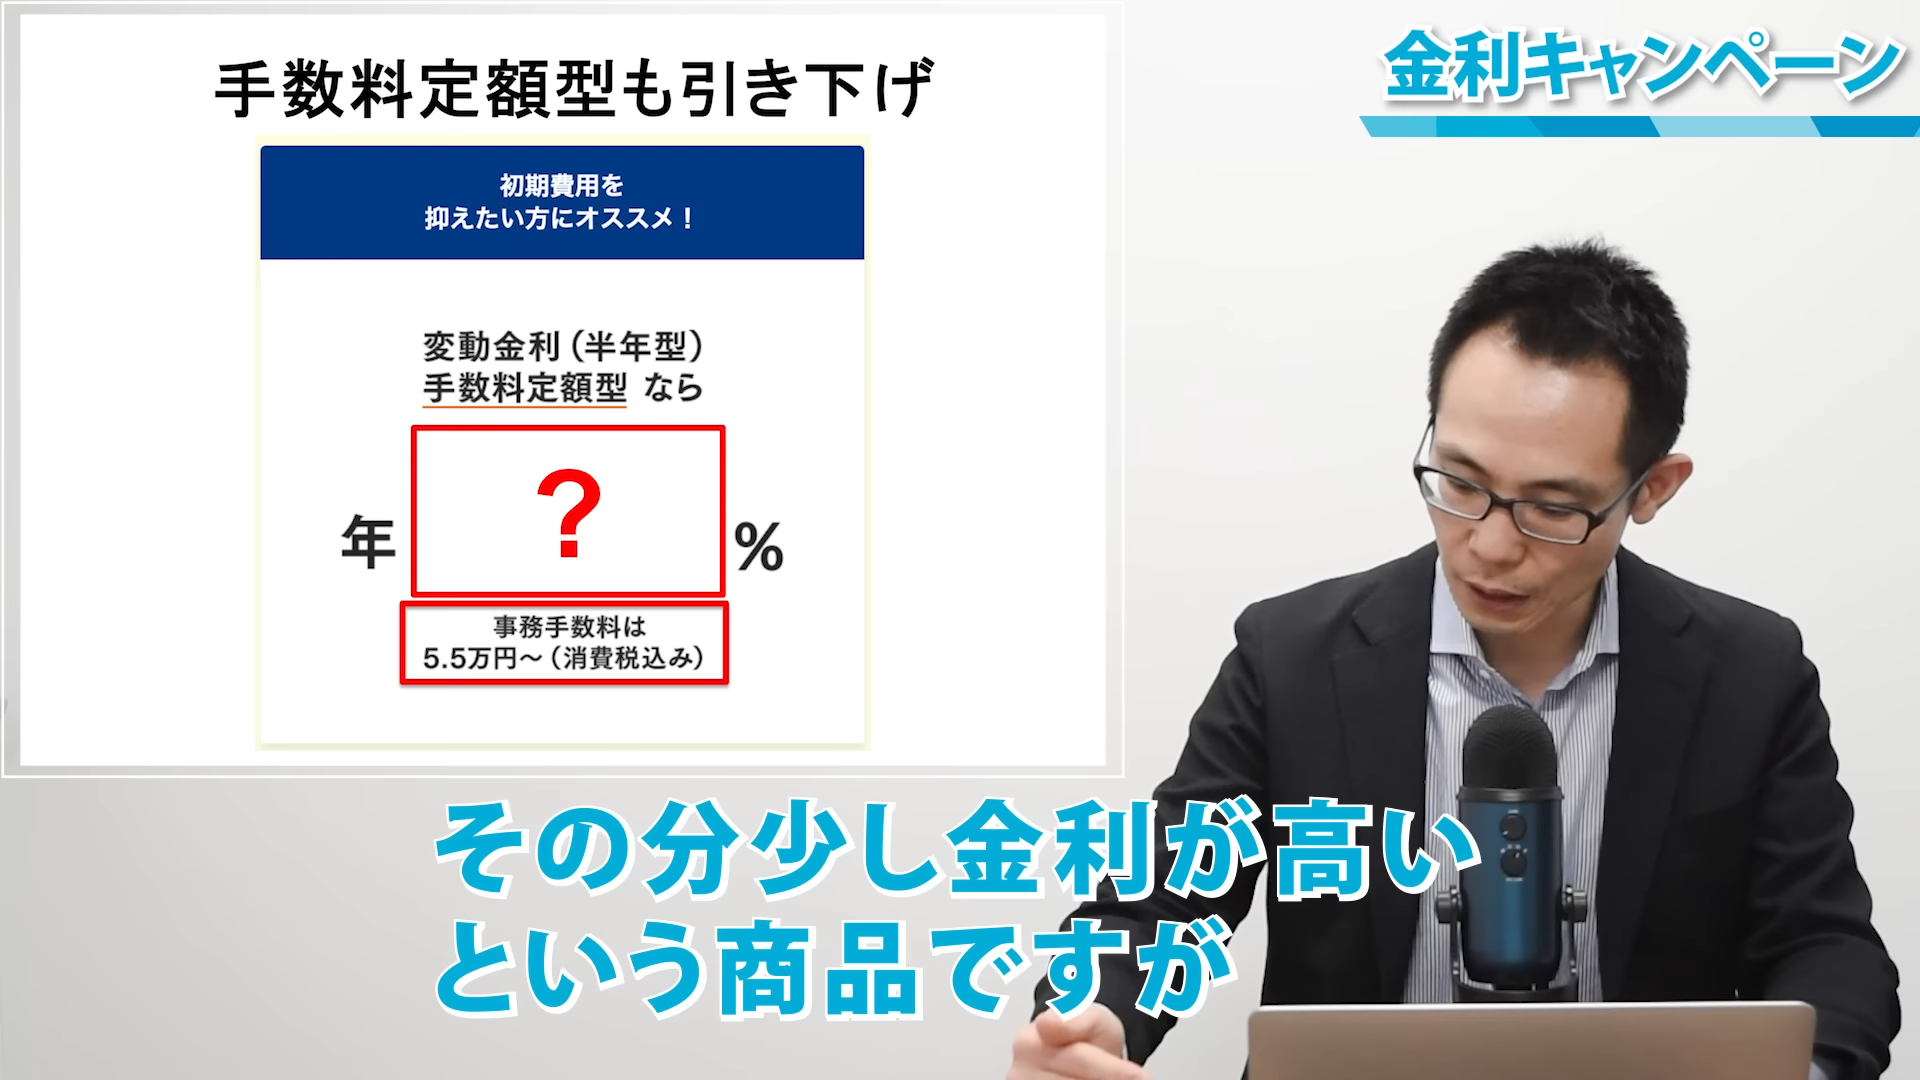 手数料定額型も引き下げ
金利キャンペーン
初期費用を
抑えたい方にオススメ！
変動金利（半年型）
手数料定額型 なら
年 ? %
事務手数料は
5.5万円〜（消費税込み）
その分少し金利が高い
という商品ですが